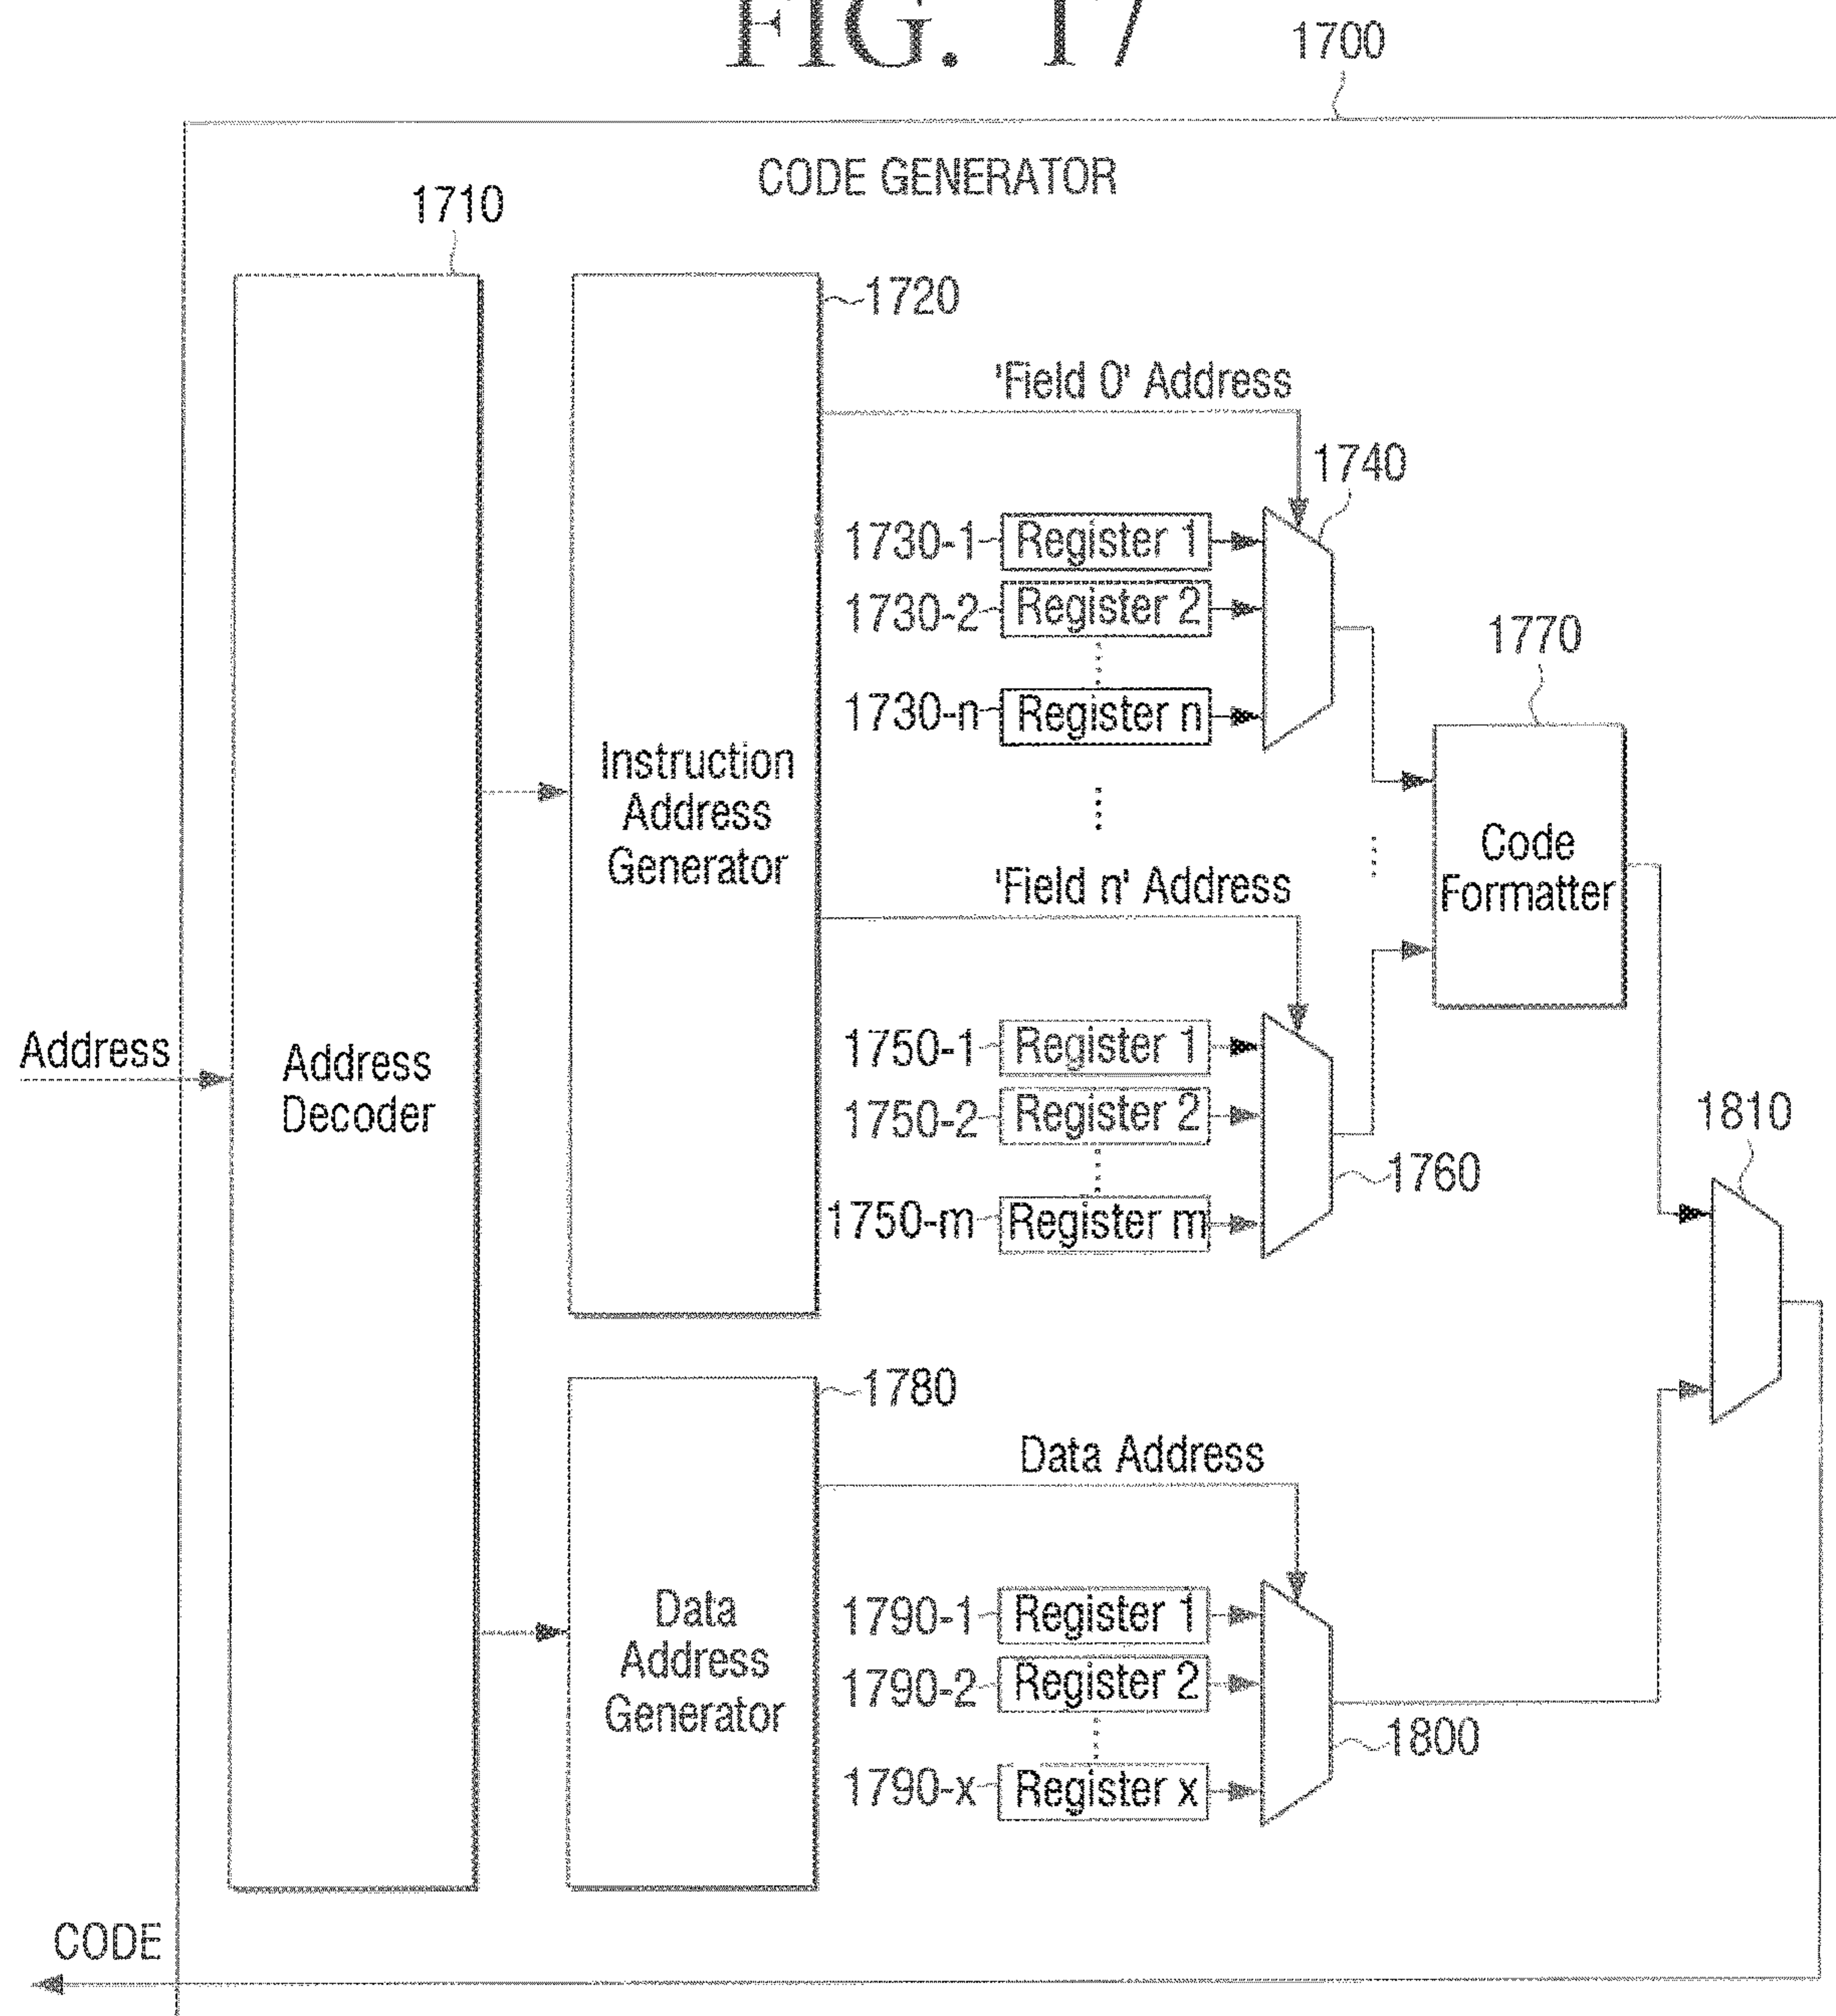 FIG. 17
1700
CODE GENERATOR
1710
1720
'Field 0' Address
1740
1730-1
Register 1
1730-2
Register 2
1730-n
Register n
1770
Instruction
Address
Generator
Code
Formatter
'Field n' Address
Address
Address
Decoder
1750-1
Register 1
1750-2
Register 2
1750-m
Register m
1760
1810
1780
Data Address
Data
Address
Generator
1790-1
Register 1
1790-2
Register 2
1790-x
Register x
1800
CODE